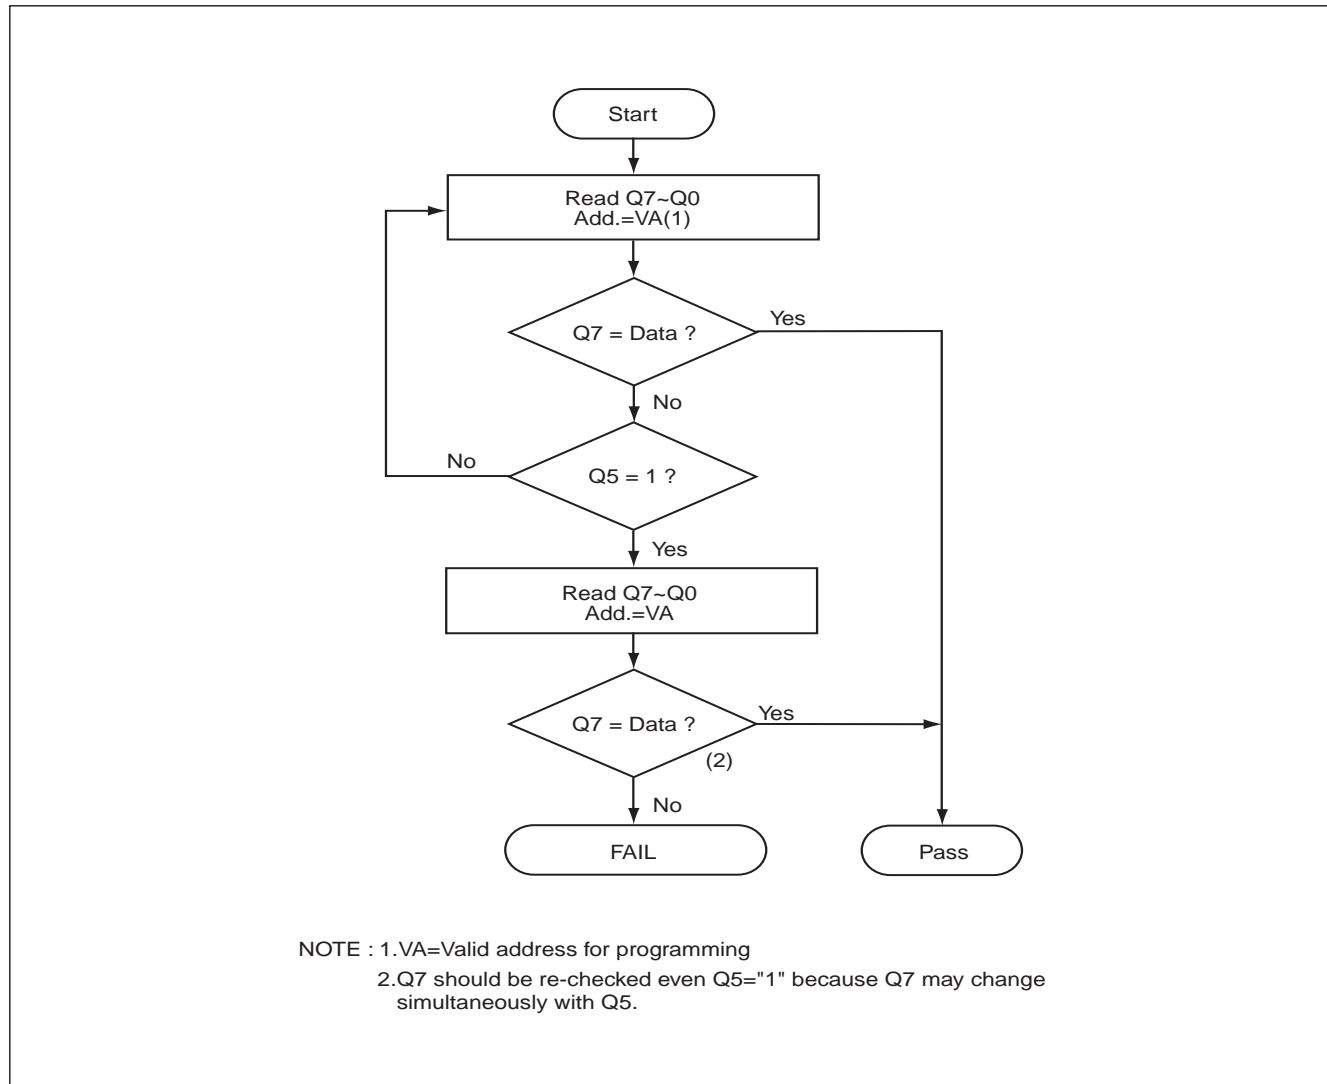 Start
Read Q7~Q0
Add.=VA(1)
Q7 = Data ?
Yes
No
No
Q5 = 1 ?
Yes
Read Q7~Q0
Add.=VA
Q7 = Data ?
Yes
(2)
No
FAIL
Pass
NOTE : 1.VA=Valid address for programming
2.Q7 should be re-checked even Q5="1" because Q7 may change
simultaneously with Q5.